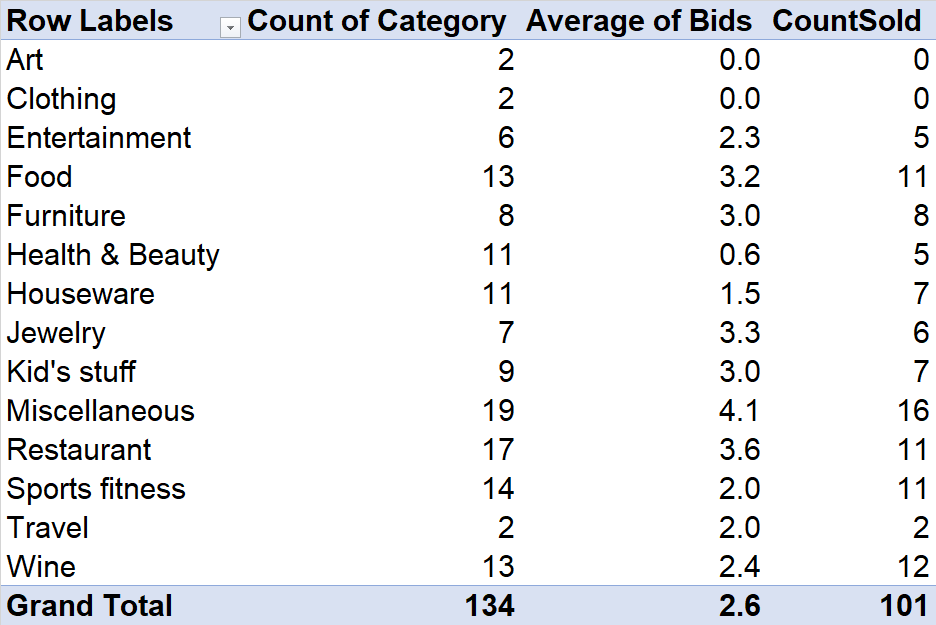 Row Labels Count of Category Average of Bids CountSold
Art 2 0.0 0
Clothing 2 0.0 0
Entertainment 6 2.3 5
Food 13 3.2 11
Furniture 8 3.0 8
Health & Beauty 11 0.6 5
Houseware 11 1.5 7
Jewelry 7 3.3 6
Kid's stuff 9 3.0 7
Miscellaneous 19 4.1 16
Restaurant 17 3.6 11
Sports fitness 14 2.0 11
Travel 2 2.0 2
Wine 13 2.4 12
Grand Total 134 2.6 101